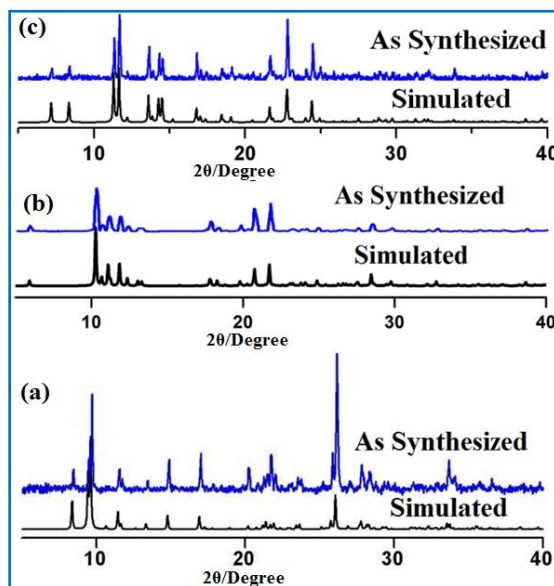 (c)
As Synthesized
Simulated
10 20 30 40
2θ/Degree
(b)
As Synthesized
Simulated
10 20 30 40
2θ/Degree
(a)
As Synthesized
Simulated
10 20 30 40
2θ/Degree